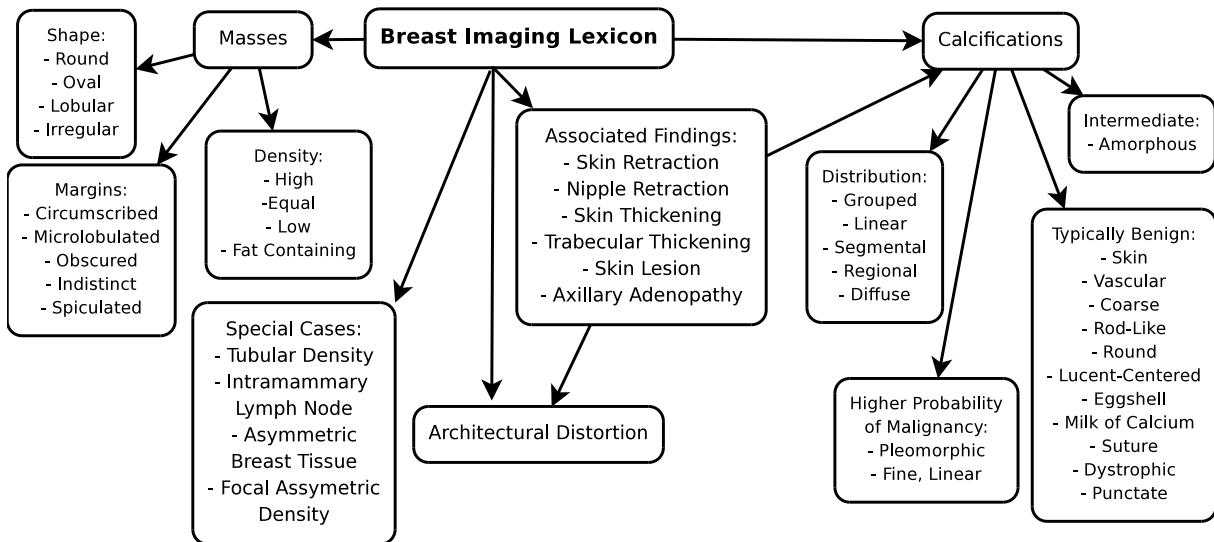 Breast Imaging Lexicon
Masses
Shape:
- Round
- Oval
- Lobular
- Irregular
Margins:
- Circumscribed
- Microlobulated
- Obscured
- Indistinct
- Spiculated
Density:
- High
-Equal
- Low
- Fat Containing
Special Cases:
- Tubular Density
- Intramammary
Lymph Node
- Asymmetric
Breast Tissue
- Focal Assymetric
Density
Associated Findings:
- Skin Retraction
- Nipple Retraction
- Skin Thickening
- Trabecular Thickening
- Skin Lesion
- Axillary Adenopathy
Architectural Distortion
Calcifications
Distribution:
- Grouped
- Linear
- Segmental
- Regional
- Diffuse
Higher Probability
of Malignancy:
- Pleomorphic
- Fine, Linear
Intermediate:
- Amorphous
Typically Benign:
- Skin
- Vascular
- Coarse
- Rod-Like
- Round
- Lucent-Centered
- Eggshell
- Milk of Calcium
- Suture
- Dystrophic
- Punctate